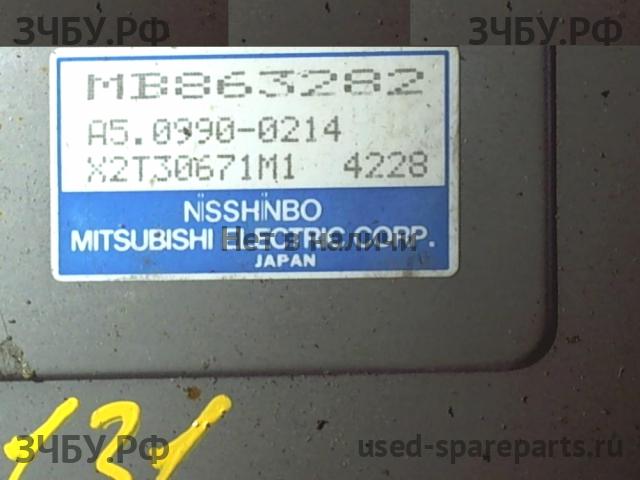 ЗЧБУ.РФ ЗЧБУ.РФ
MB863282
A5.0990-0214
X2T30671M1 4228
NISSHINBO
MITSUBISHI ELECTRIC CORP.
Нет в наличи
JAPAN
131
ЗЧБУ.РФ used-spareparts.ru